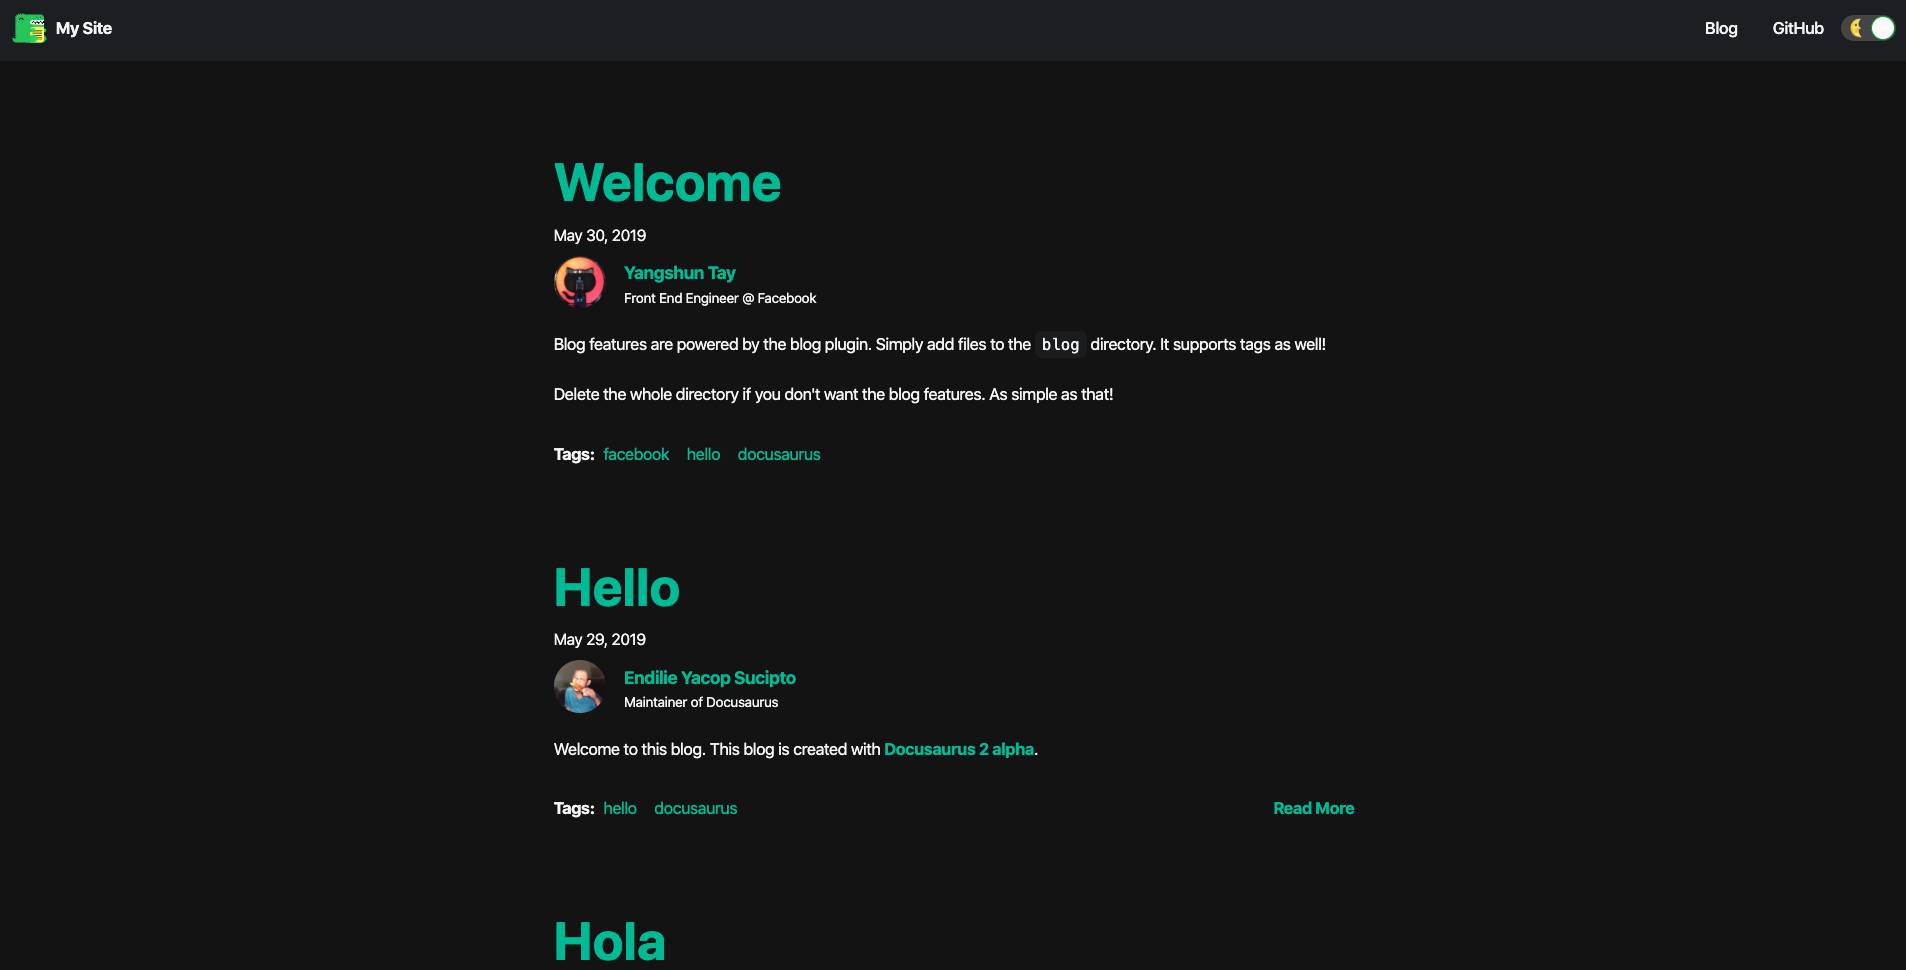 My Site
Blog
GitHub
Welcome
May 30, 2019
Yangshun Tay
Front End Engineer @ Facebook
Blog features are powered by the blog plugin. Simply add files to the blog directory. It supports tags as well!
Delete the whole directory if you don't want the blog features. As simple as that!
Tags: facebook hello docusaurus
Hello
May 29, 2019
Endilie Yacop Sucipto
Maintainer of Docusaurus
Welcome to this blog. This blog is created with Docusaurus 2 alpha.
Tags: hello docusaurus
Read More
Hola